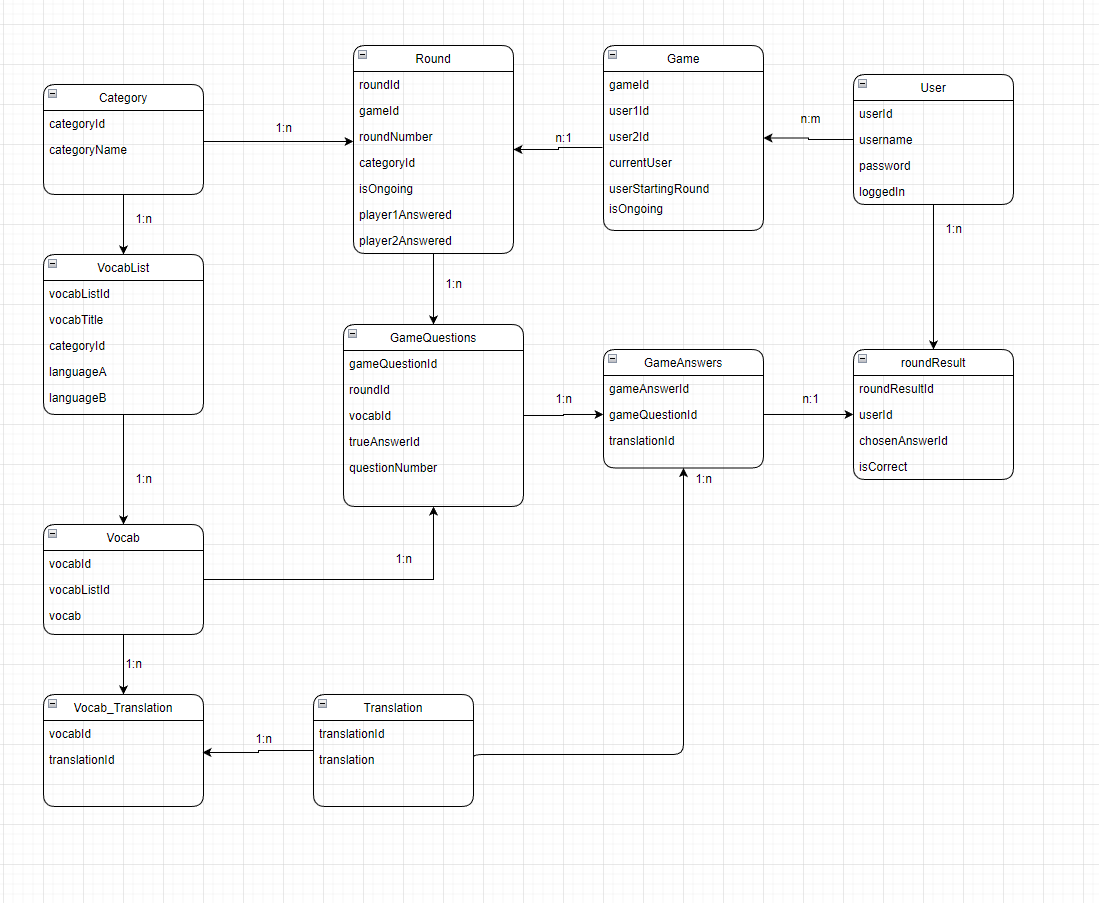 Category
categoryId
categoryName
1:n
1:n
Round
roundId
gameId
roundNumber
categoryId
isOngoing
player1Answered
player2Answered
n:1
Game
gameId
user1Id
user2Id
currentUser
userStartingRound
isOngoing
n:m
User
userId
username
password
loggedIn
1:n
1:n
VocabList
vocabListId
vocabTitle
categoryId
languageA
languageB
GameQuestions
gameQuestionId
roundId
vocabId
trueAnswerId
questionNumber
1:n
GameAnswers
gameAnswerId
gameQuestionId
translationId
n:1
roundResult
roundResultId
userId
chosenAnswerId
isCorrect
1:n
1:n
Vocab
vocabId
vocabListId
vocab
1:n
1:n
Vocab_Translation
vocabId
translationId
1:n
Translation
translationId
translation